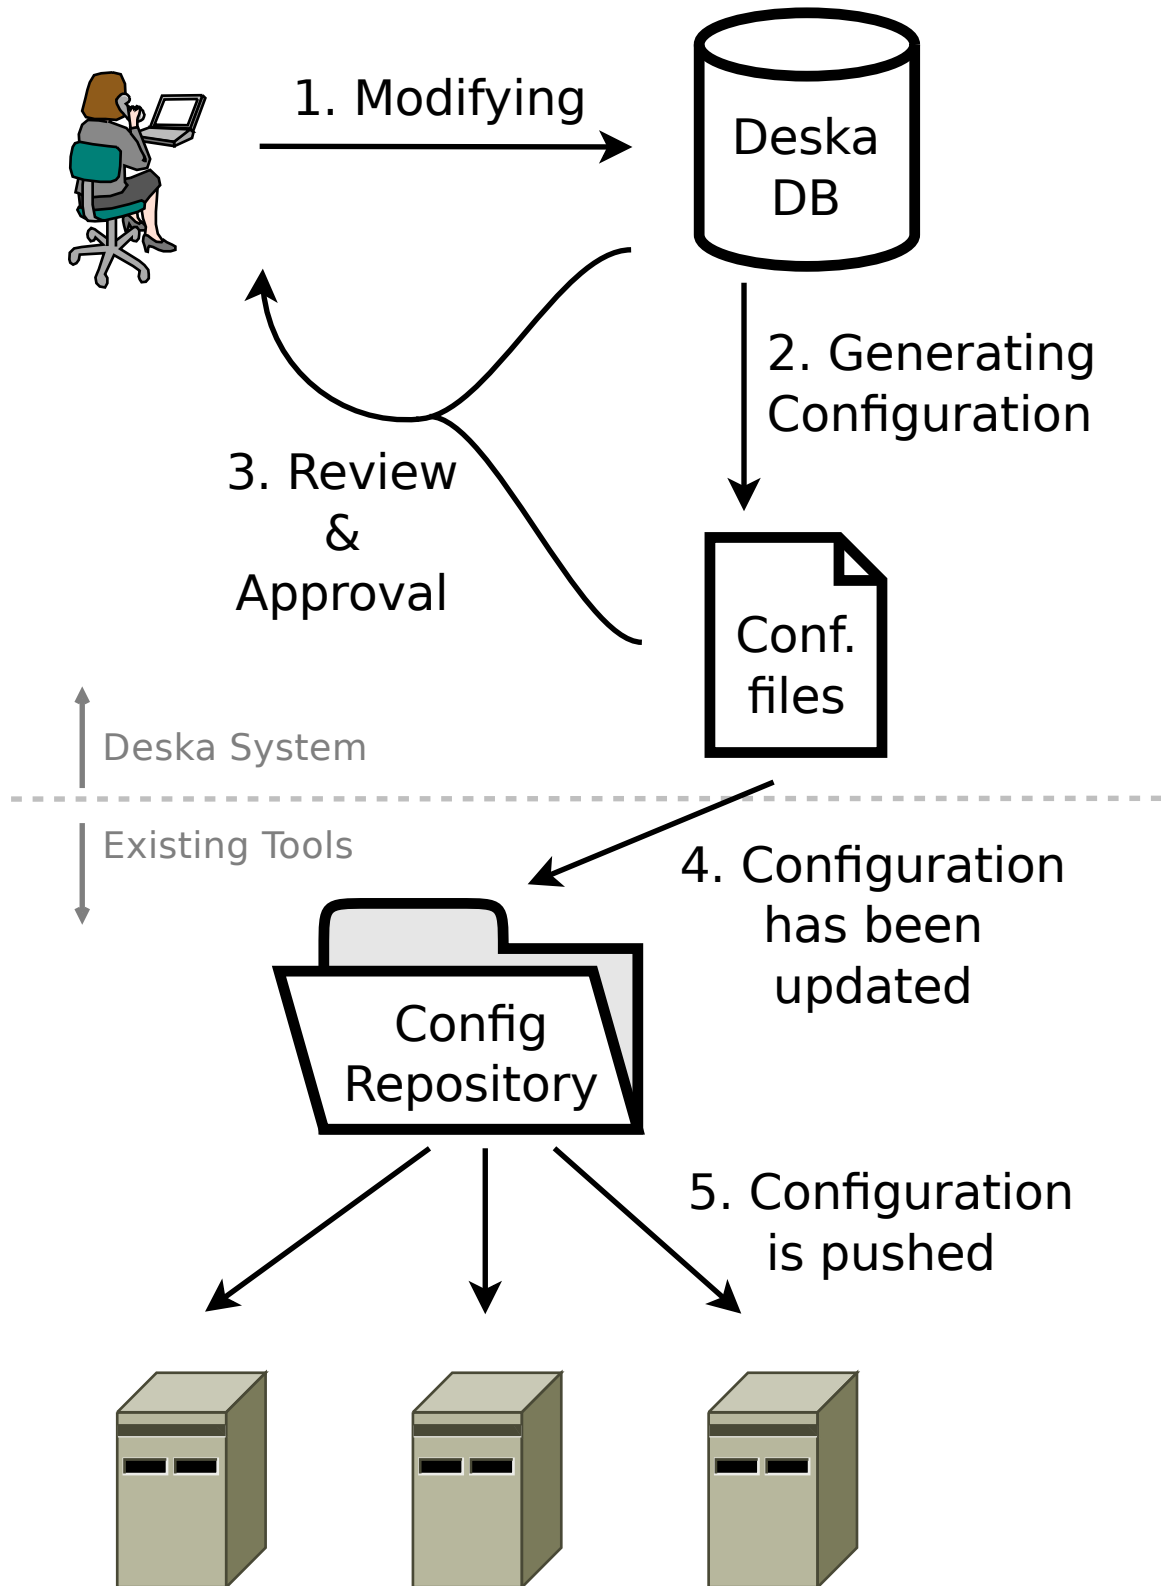 1. Modifying
Deska
DB
2. Generating
Configuration
3. Review
&
Approval
Conf.
files
Deska System
Existing Tools
4. Configuration
has been
updated
Config
Repository
5. Configuration
is pushed